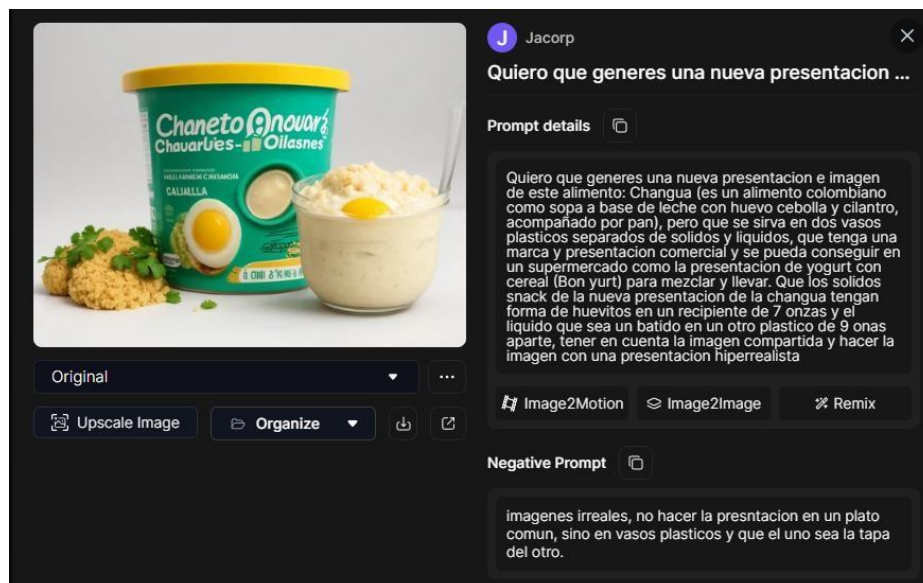 Chaneto
CALIALLA
Original
Upscale Image
Organize
J
Jacorp
Quiero que generes una nueva presentacion ...
Prompt details
Quiero que generes una nueva presentacion e imagen
de este alimento: Changua (es un alimento colombiano
como sopa a base de leche con huevo cebolla y cilantro,
acompañado por pan), pero que se sirva en dos vasos
plasticos separados de solidos y liquidos, que tenga una
marca y presentacion comercial y se pueda conseguir en
un supermercado como la presentacion de yogurt con
cereal (Bon yurt) para mezclar y llevar. Que los solidos
snack de la nueva presentacion de la changua tengan
forma de huevitos en un recipiente de 7 onzas y el
liquido que sea un batido en un otro plastico de 9 onas
aparte, tener en cuenta la imagen compartida y hacer la
imagen con una presentacion hiperrealista
Image2Motion
Image2Image
Remix
Negative Prompt
imagenes irreales, no hacer la presntacion en un plato
comun, sino en vasos plasticos y que el uno sea la tapa
del otro.